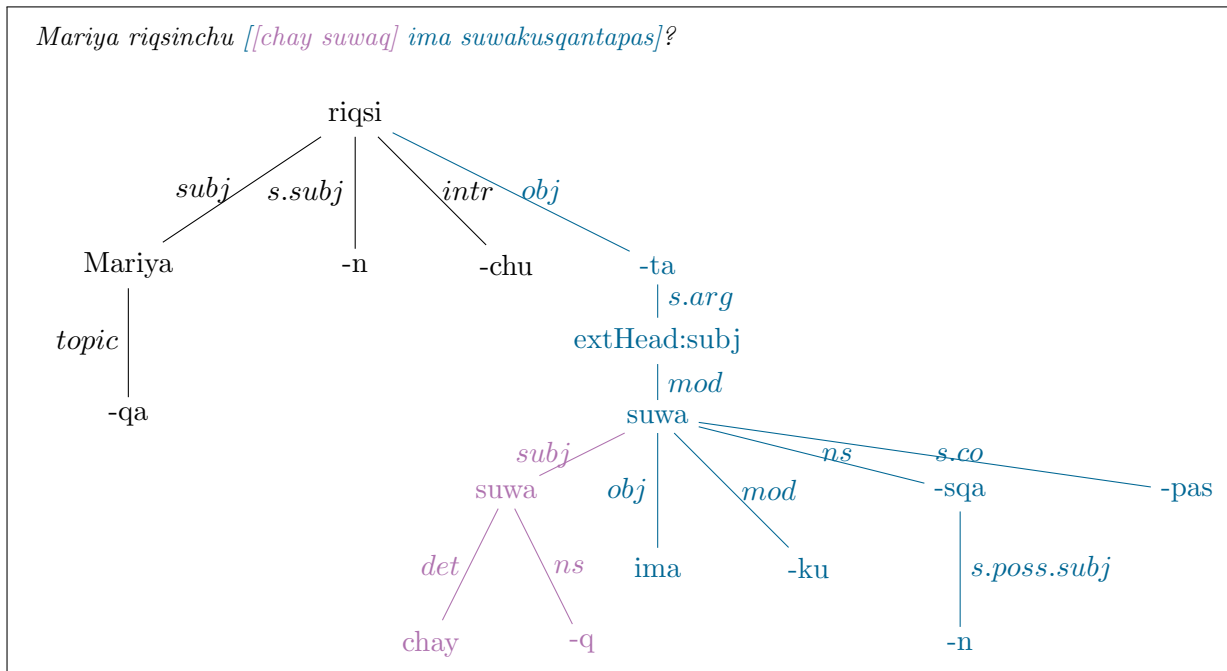 Mariya riqsinchu [[chay suwaq] ima suwakusqantapas]?
riqsi
subj s.subj intr obj
Mariya -n -chu -ta
s.arg
topic extHead:subj
mod
-qa suwa
subj obj mod ns s.co
suwa -sqa -pas
det ns ima -ku s.poss.subj
chay -q -n